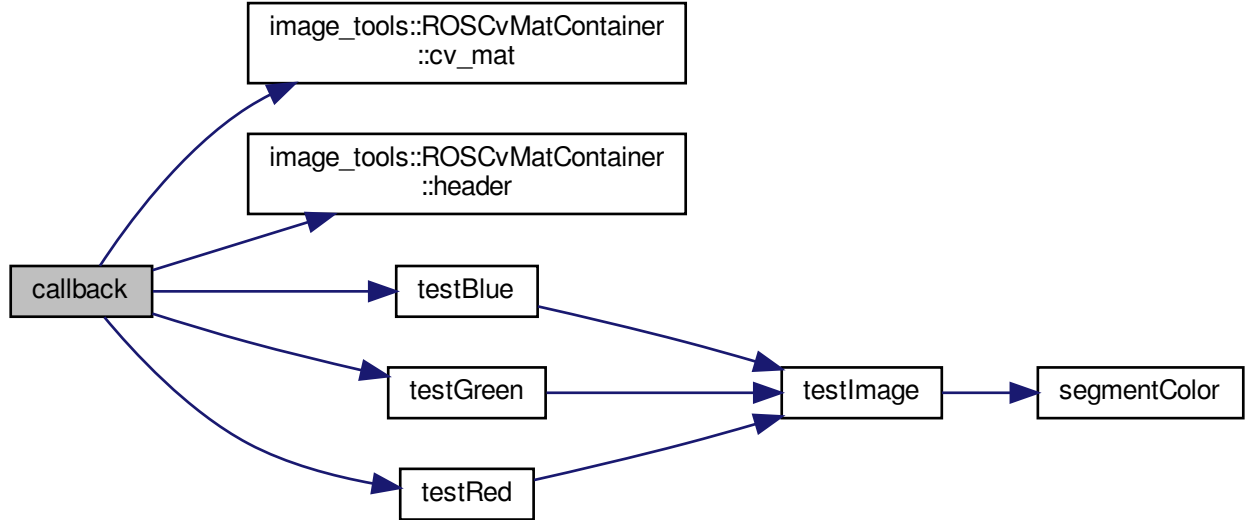 image_tools::ROSCvMatContainer
::cv_mat
image_tools::ROSCvMatContainer
::header
callback
testBlue
testGreen
testImage
segmentColor
testRed